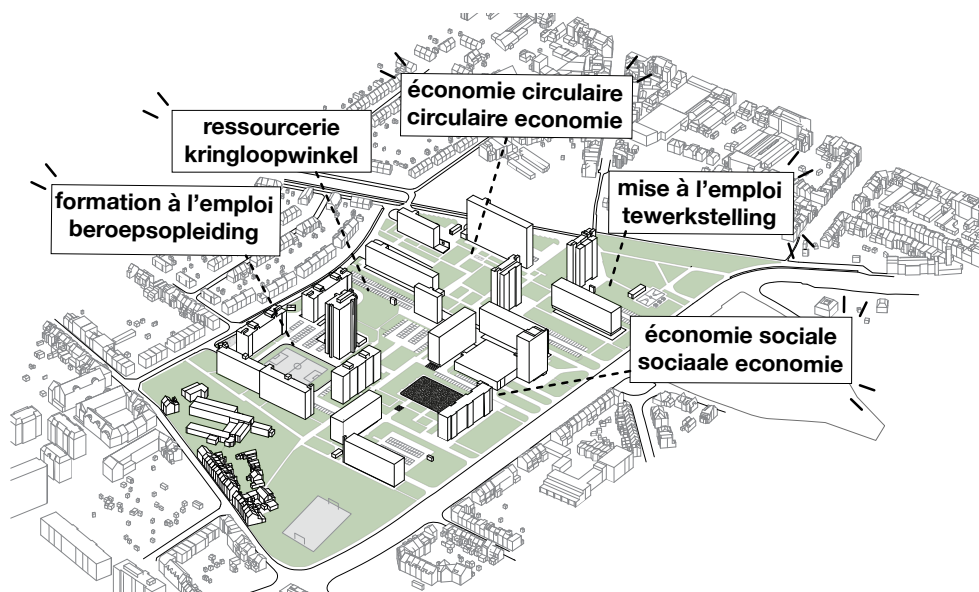 économie circulaire
circulaire economie
ressourcerie
kringloopwinkel
formation à l’emploi
beroepsopleiding
mise à l’emploi
tewerkstelling
économie sociale
sociaale economie